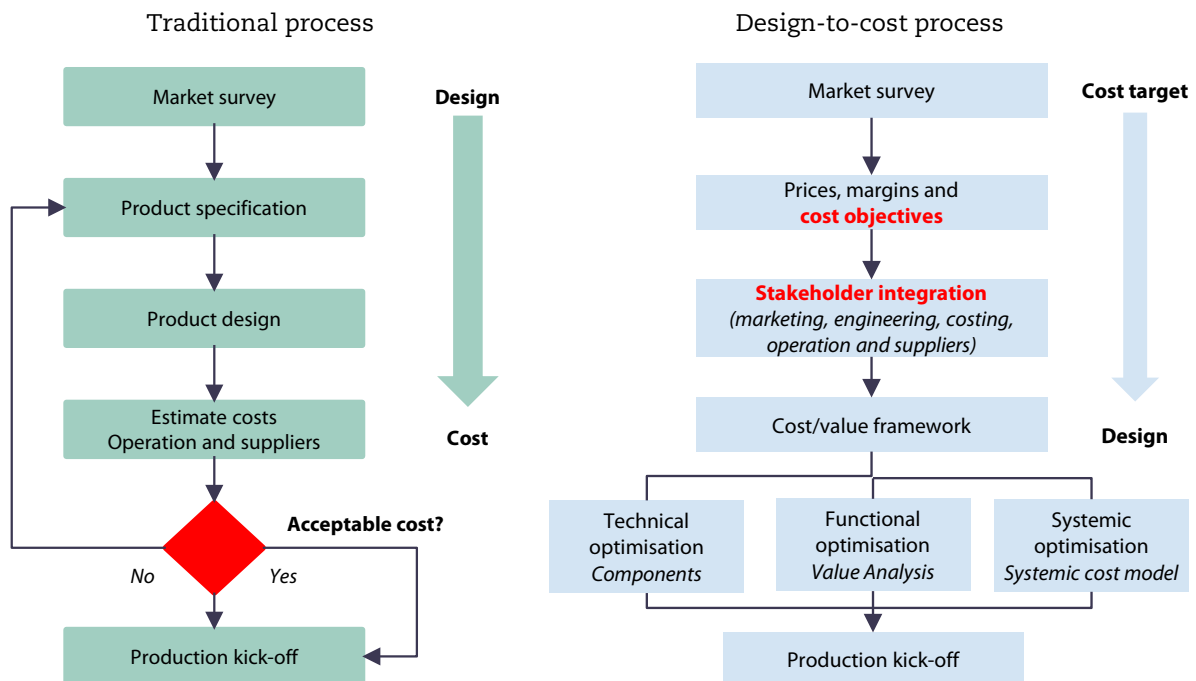 Traditional process
Market survey
Design
Product specification
Product design
Estimate costs
Operation and suppliers
Cost
Acceptable cost?
No
Yes
Production kick-off
Design-to-cost process
Market survey
Cost target
Prices, margins and
cost objectives
Stakeholder integration
(marketing, engineering, costing,
operation and suppliers)
Cost/value framework
Design
Technical
optimisation
Components
Functional
optimisation
Value Analysis
Systemic
optimisation
Systemic cost model
Production kick-off